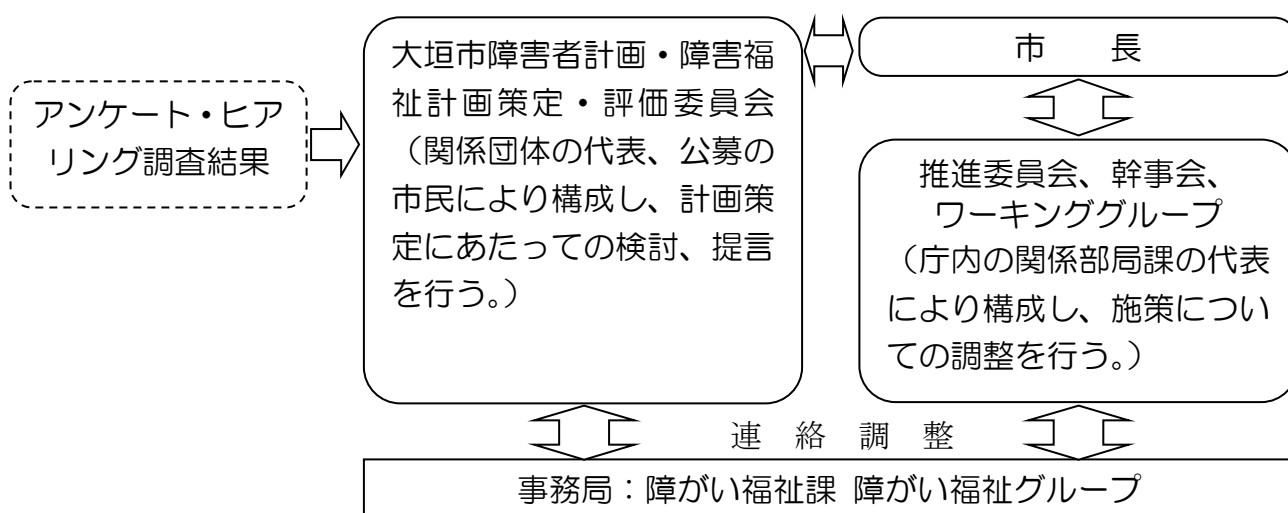 アンケート・ヒア
リング調査結果
大垣市障害者計画・障害福
祉計画策定・評価委員会
（関係団体の代表、公募の
市民により構成し、計画策
定にあたっての検討、提言
を行う。）
市　　長
推進委員会、幹事会、
ワーキンググループ
（庁内の関係部局課の代表
により構成し、施策につい
ての調整を行う。）
連　絡　調　整
事務局：障がい福祉課 障がい福祉グループ